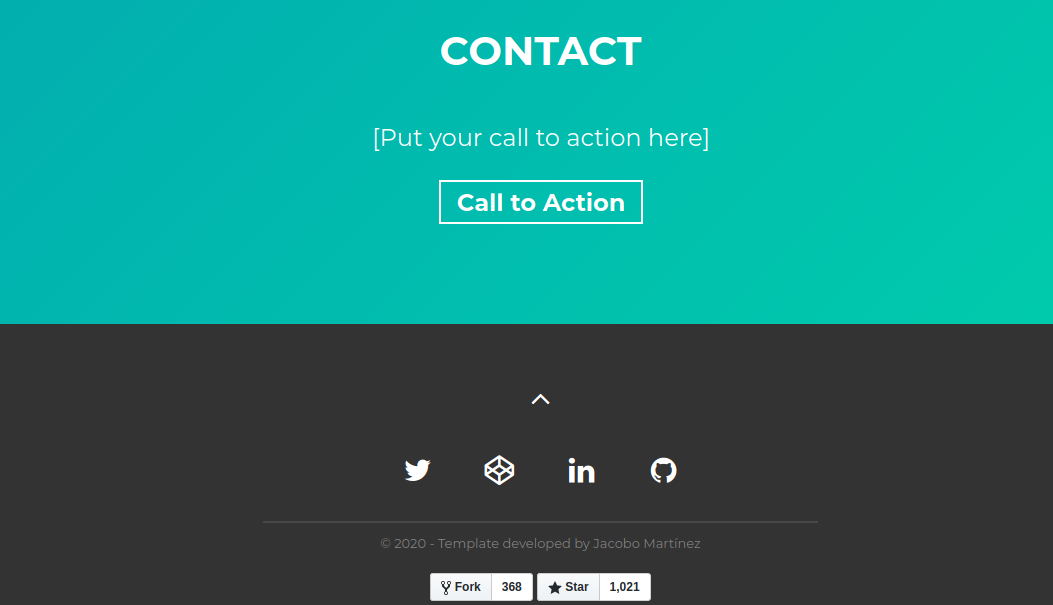 CONTACT
[Put your call to action here]
Call to Action
© 2020 - Template developed by Jacobo Martínez
Fork 368 Star 1,021